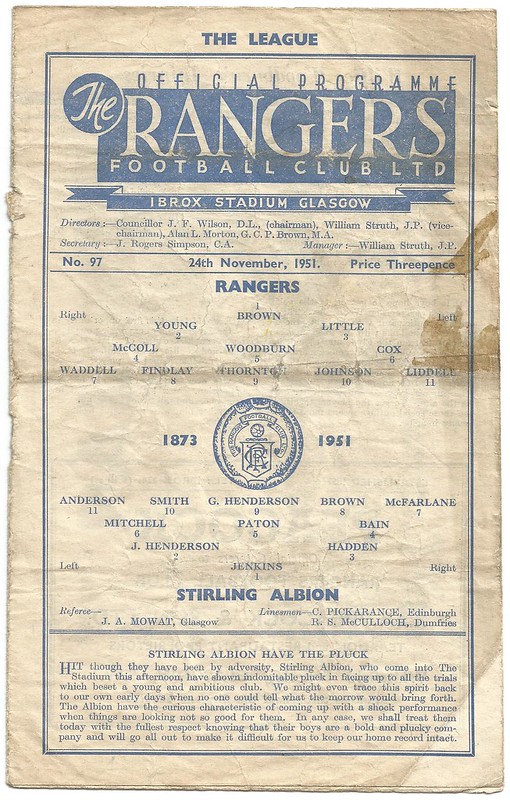 THE LEAGUE
OFFICIAL PROGRAMME
The RANGERS
FOOTBALL CLUB LTD
IBROX STADIUM GLASGOW
Directors:—Councillor J. F. Wilson, D.L., (chairman), William Struth, J.P. (vice-
chairman), Alan L. Morton, G. C. P. Brown, M.A.
Secretary:— J. Rogers Simpson, C.A. Manager:—William Struth, J.P.
No. 97 24th November, 1951. Price Threepence
RANGERS
1
Right BROWN Left
YOUNG LITTLE
2 3
McCOLL WOODBURN COX
4 5 6
WADDELL FINDLAY THORNTON JOHNSON LIDDELL
7 8 9 10 11
1873 1951
ANDERSON SMITH G. HENDERSON BROWN McFARLANE
11 10 9 8 7
MITCHELL PATON BAIN
6 5 4
J. HENDERSON HADDEN
2 3
Left JENKINS Right
1
STIRLING ALBION
Referee— Linesmen— C. PICKARANCE, Edinburgh
J. A. MOWAT, Glasgow R. S. McCULLOCH, Dumfries
STIRLING ALBION HAVE THE PLUCK
HIT though they have been by adversity, Stirling Albion, who come into The
Stadium this afternoon, have shown indomitable pluck in facing up to all the trials
which beset a young and ambitious club. We might even trace this spirit back
to our own early days when no one could tell what the morrow would bring forth.
The Albion have the curious characteristic of coming up with a shock performance
when things are looking not so good for them. In any case, we shall treat them
today with the fullest respect knowing that their boys are a bold and plucky com-
pany and will go all out to make it difficult for us to keep our home record intact.